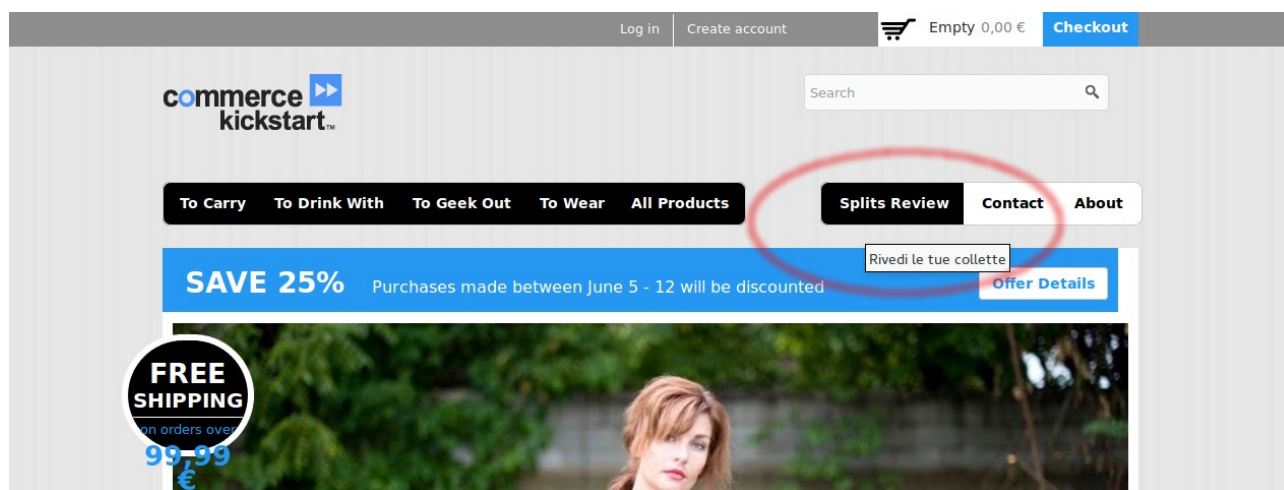 Log in Create account Empty 0,00 € Checkout
commerce
kickstart™
Search
To Carry To Drink With To Geek Out To Wear All Products Splits Review Contact About
Rivedi le tue collette
SAVE 25% Purchases made between June 5 - 12 will be discounted Offer Details
FREE
SHIPPING
on orders over
99,99
€